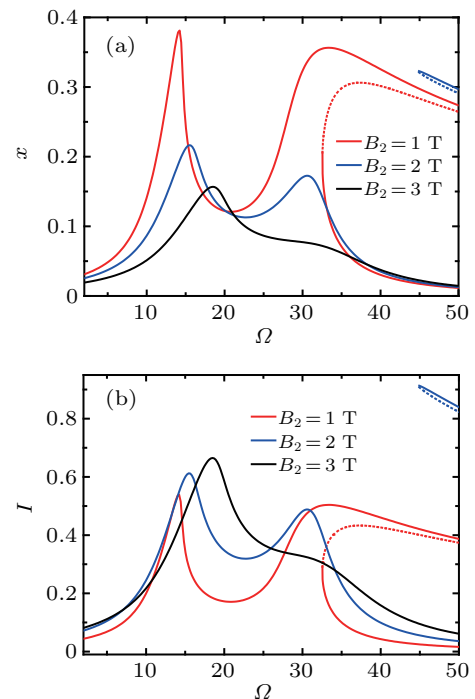 0.4
(a)
0.3
x
0.2
B₂ = 1 T
B₂ = 2 T
B₂ = 3 T
0.1
0
10 20 30 40 50
Ω
(b)
0.8
B₂ = 1 T
B₂ = 2 T
B₂ = 3 T
0.6
I
0.4
0.2
0
10 20 30 40 50
Ω